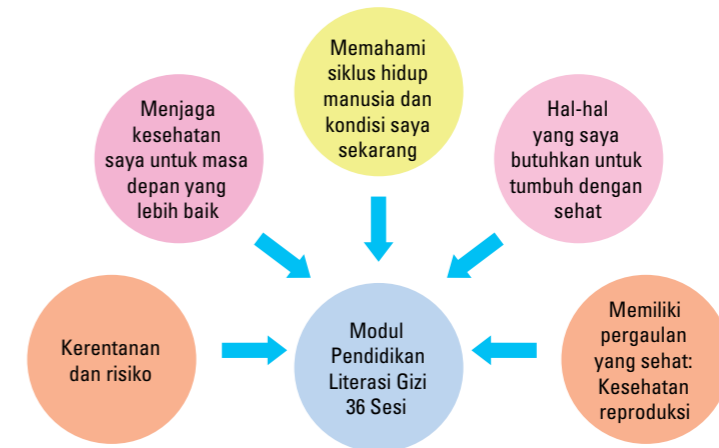 Memahami
siklus hidup
manusia dan
kondisi saya
sekarang
Menjaga
kesehatan
saya untuk masa
depan yang
lebih baik
Hal-hal
yang saya
butuhkan untuk
tumbuh dengan
sehat
Kerentanan
dan risiko
Modul
Pendidikan
Literasi Gizi
36 Sesi
Memiliki
pergaulan
yang sehat:
Kesehatan
reproduksi